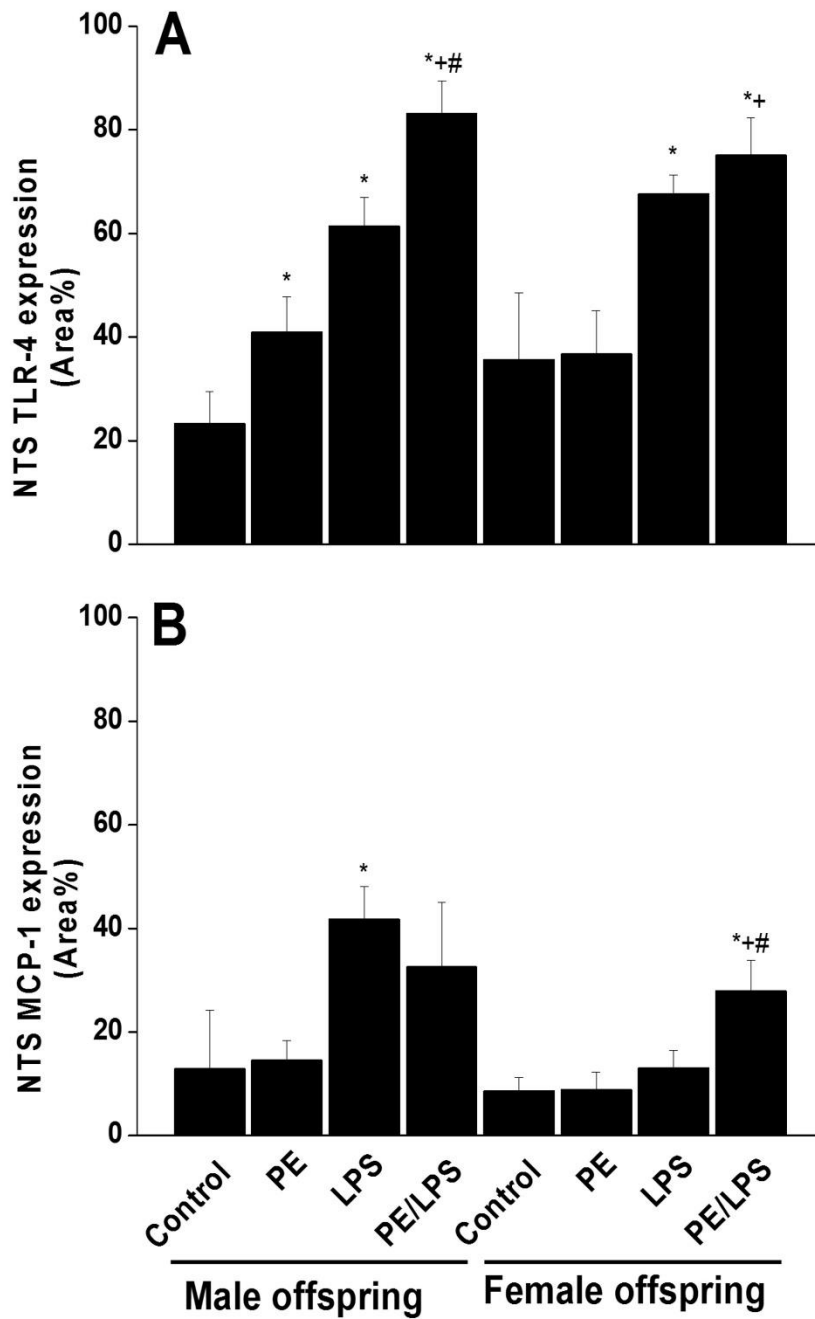 A
100
80
60
40
20
0
NTS TLR-4 expression
(Area%)
*
*
*+#
*
*+
B
100
80
60
40
20
0
NTS MCP-1 expression
(Area%)
*
*+#
Control
PE
LPS
PE/LPS
Control
PE
LPS
PE/LPS
Male offspring
Female offspring